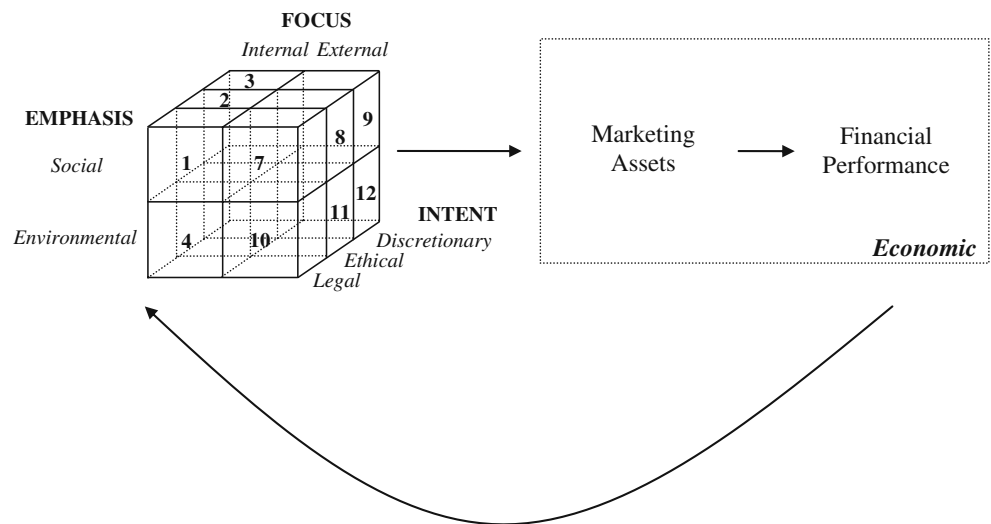 FOCUS
Internal External
3
2
9
EMPHASIS
8
Marketing
Assets
Financial
Performance
Social
1
7
12
11
INTENT
Environmental
4
10
Discretionary
Economic
Ethical
Legal